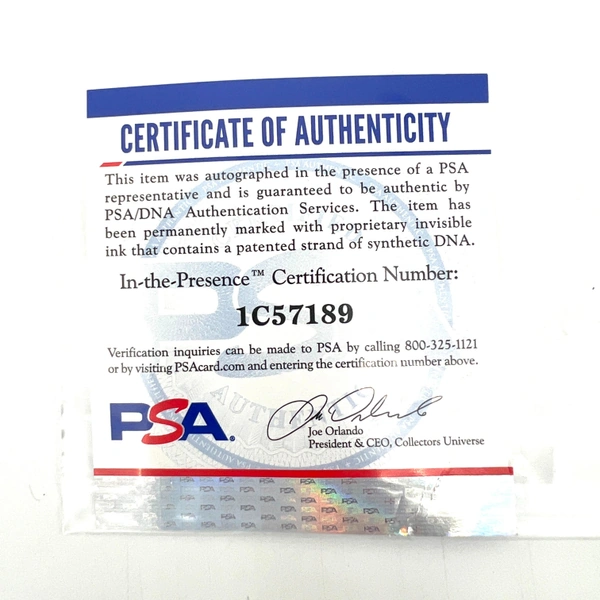 CERTIFICATE OF AUTHENTICITY
This item was autographed in the presence of a PSA
representative and is guaranteed to be authentic by
PSA/DNA Authentication Services. The item has
been permanently marked with proprietary invisible
ink that contains a patented strand of synthetic DNA.
In-the-Presence™ Certification Number:
1C57189
Verification inquiries can be made to PSA by calling 800-325-1121
or by visiting PSAcard.com and entering the certification number above.
PSA.
Joe Orlando
President & CEO, Collectors Universe